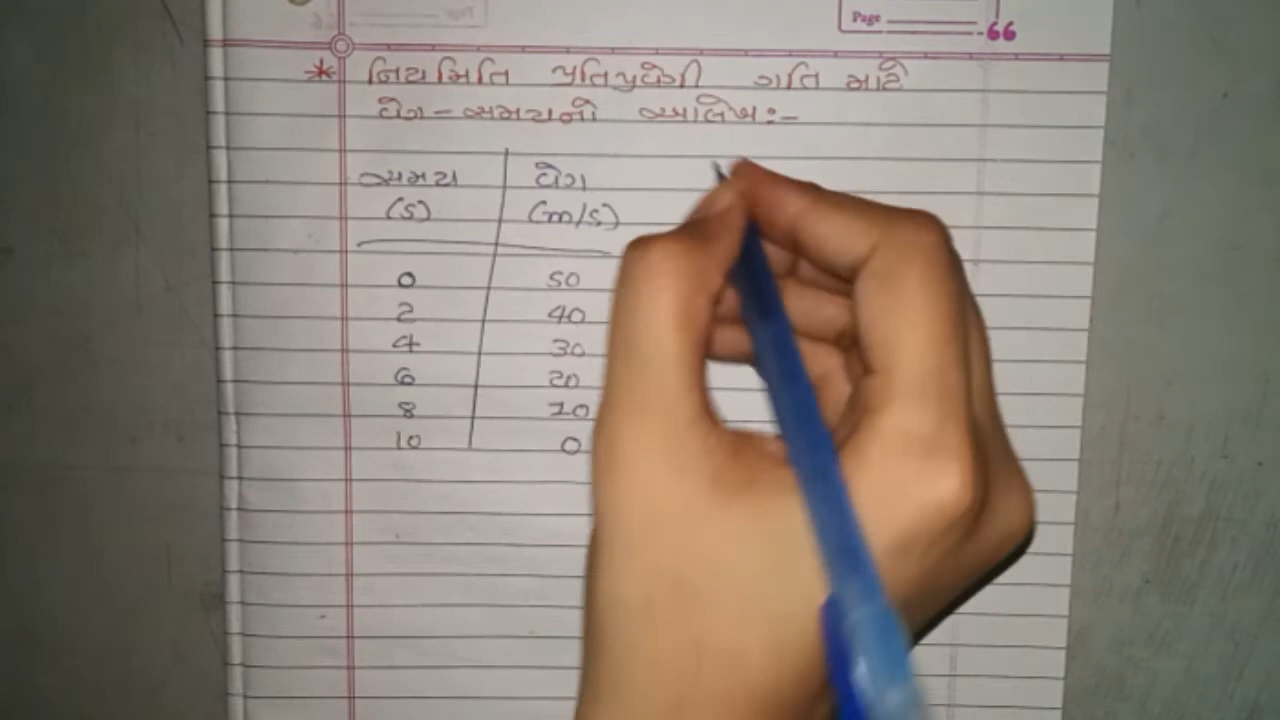 Page
66
* નિયમિતિ પ્રતિપ્રવેગી ગતિ માટે
વેગ - સમયનો આલેખ :-
સમય વેગ
(s) (m/s)
0 50
2 40
4 30
6 20
8 10
10 0